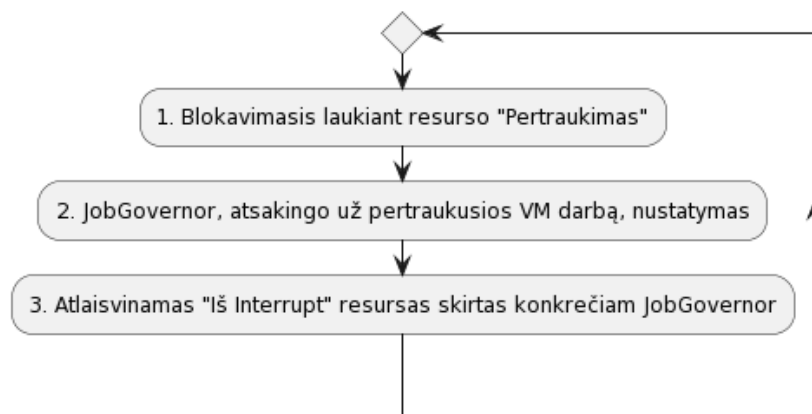 1. Blokavimasis laukiant resurso "Pertraukimas"
2. JobGovernor, atsakingo už pertraukusios VM darbą, nustatymas
3. Atlaisvinamas "Iš Interrupt" resursas skirtas konkrečiam JobGovernor